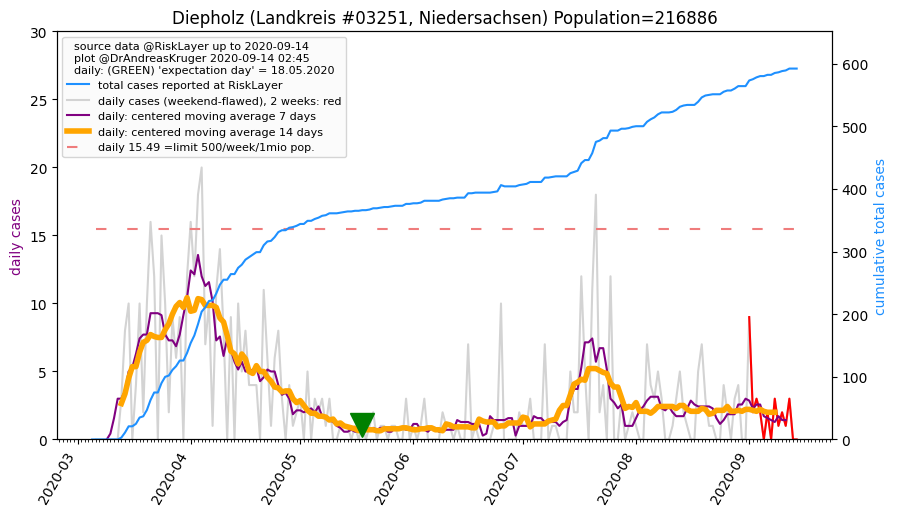 Diepholz (Landkreis #03251, Niedersachsen) Population=216886
source data @RiskLayer up to 2020-09-14
plot @DrAndreasKruger 2020-09-14 02:45
daily: (GREEN) 'expectation day' = 18.05.2020
total cases reported at RiskLayer
daily cases (weekend-flawed), 2 weeks: red
daily: centered moving average 7 days
daily: centered moving average 14 days
daily 15.49 =limit 500/week/1mio pop.
daily cases
30
25
20
15
10
5
0
cumulative total cases
600
500
400
300
200
100
0
2020-03
2020-04
2020-05
2020-06
2020-07
2020-08
2020-09